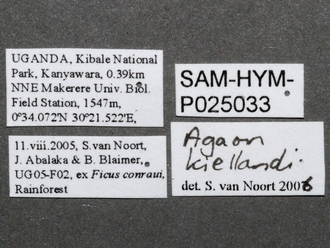 UGANDA, Kibale National
Park, Kanyawara, 0.39km
NNE Makerere Univ. Biol.
Field Station, 1547m,
0°34.072'N 30°21.522'E,
11.viii.2005, S. van Noort,
J. Abalaka & B. Blaimer,
UG05-F02, ex Ficus conraui,
Rainforest
SAM-HYM-
P025033
Agaon
kiellandi.
det. S. van Noort 2006